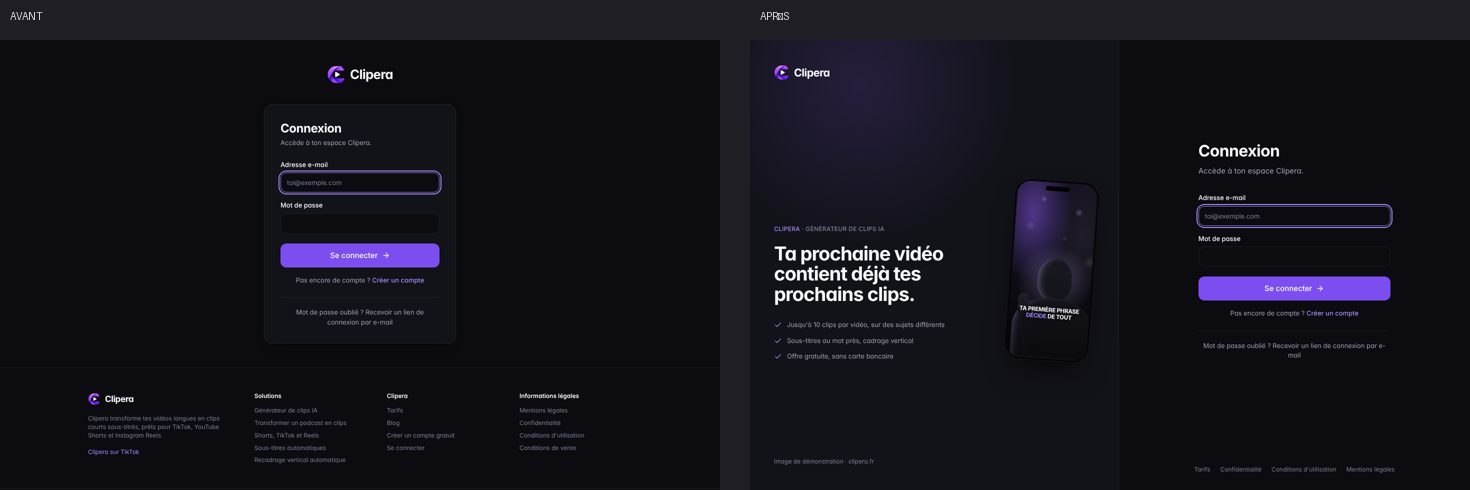 AVANT
Clipera
Connexion
Accède à ton espace Clipera.
Adresse e-mail
toi@exemple.com
Mot de passe
Se connecter →
Pas encore de compte ? Créer un compte
Mot de passe oublié ? Recevoir un lien de
connexion par e-mail
Clipera
Clipera transforme tes vidéos longues en clips
courts sous-titrés, prêts pour TikTok, YouTube
Shorts et Instagram Reels.
Clipera sur TikTok
Solutions
Générateur de clips IA
Transformer un podcast en clips
Shorts, TikTok et Reels
Sous-titres automatiques
Recadrage vertical automatique
Clipera
Tarifs
Blog
Créer un compte gratuit
Se connecter
Informations légales
Mentions légales
Confidentialité
Conditions d'utilisation
Conditions de vente
APR▯S
Clipera
CLIPERA · GÉNÉRATEUR DE CLIPS IA
Ta prochaine vidéo
contient déjà tes
prochains clips.
Jusqu'à 10 clips par vidéo, sur des sujets différents
Sous-titres au mot près, cadrage vertical
Offre gratuite, sans carte bancaire
TA PREMIÈRE PHRASE
DÉCIDE DE TOUT
Image de démonstration · clipera.fr
Connexion
Accède à ton espace Clipera.
Adresse e-mail
toi@exemple.com
Mot de passe
Se connecter →
Pas encore de compte ? Créer un compte
Mot de passe oublié ? Recevoir un lien de connexion par e-
mail
Tarifs Confidentialité Conditions d'utilisation Mentions légales